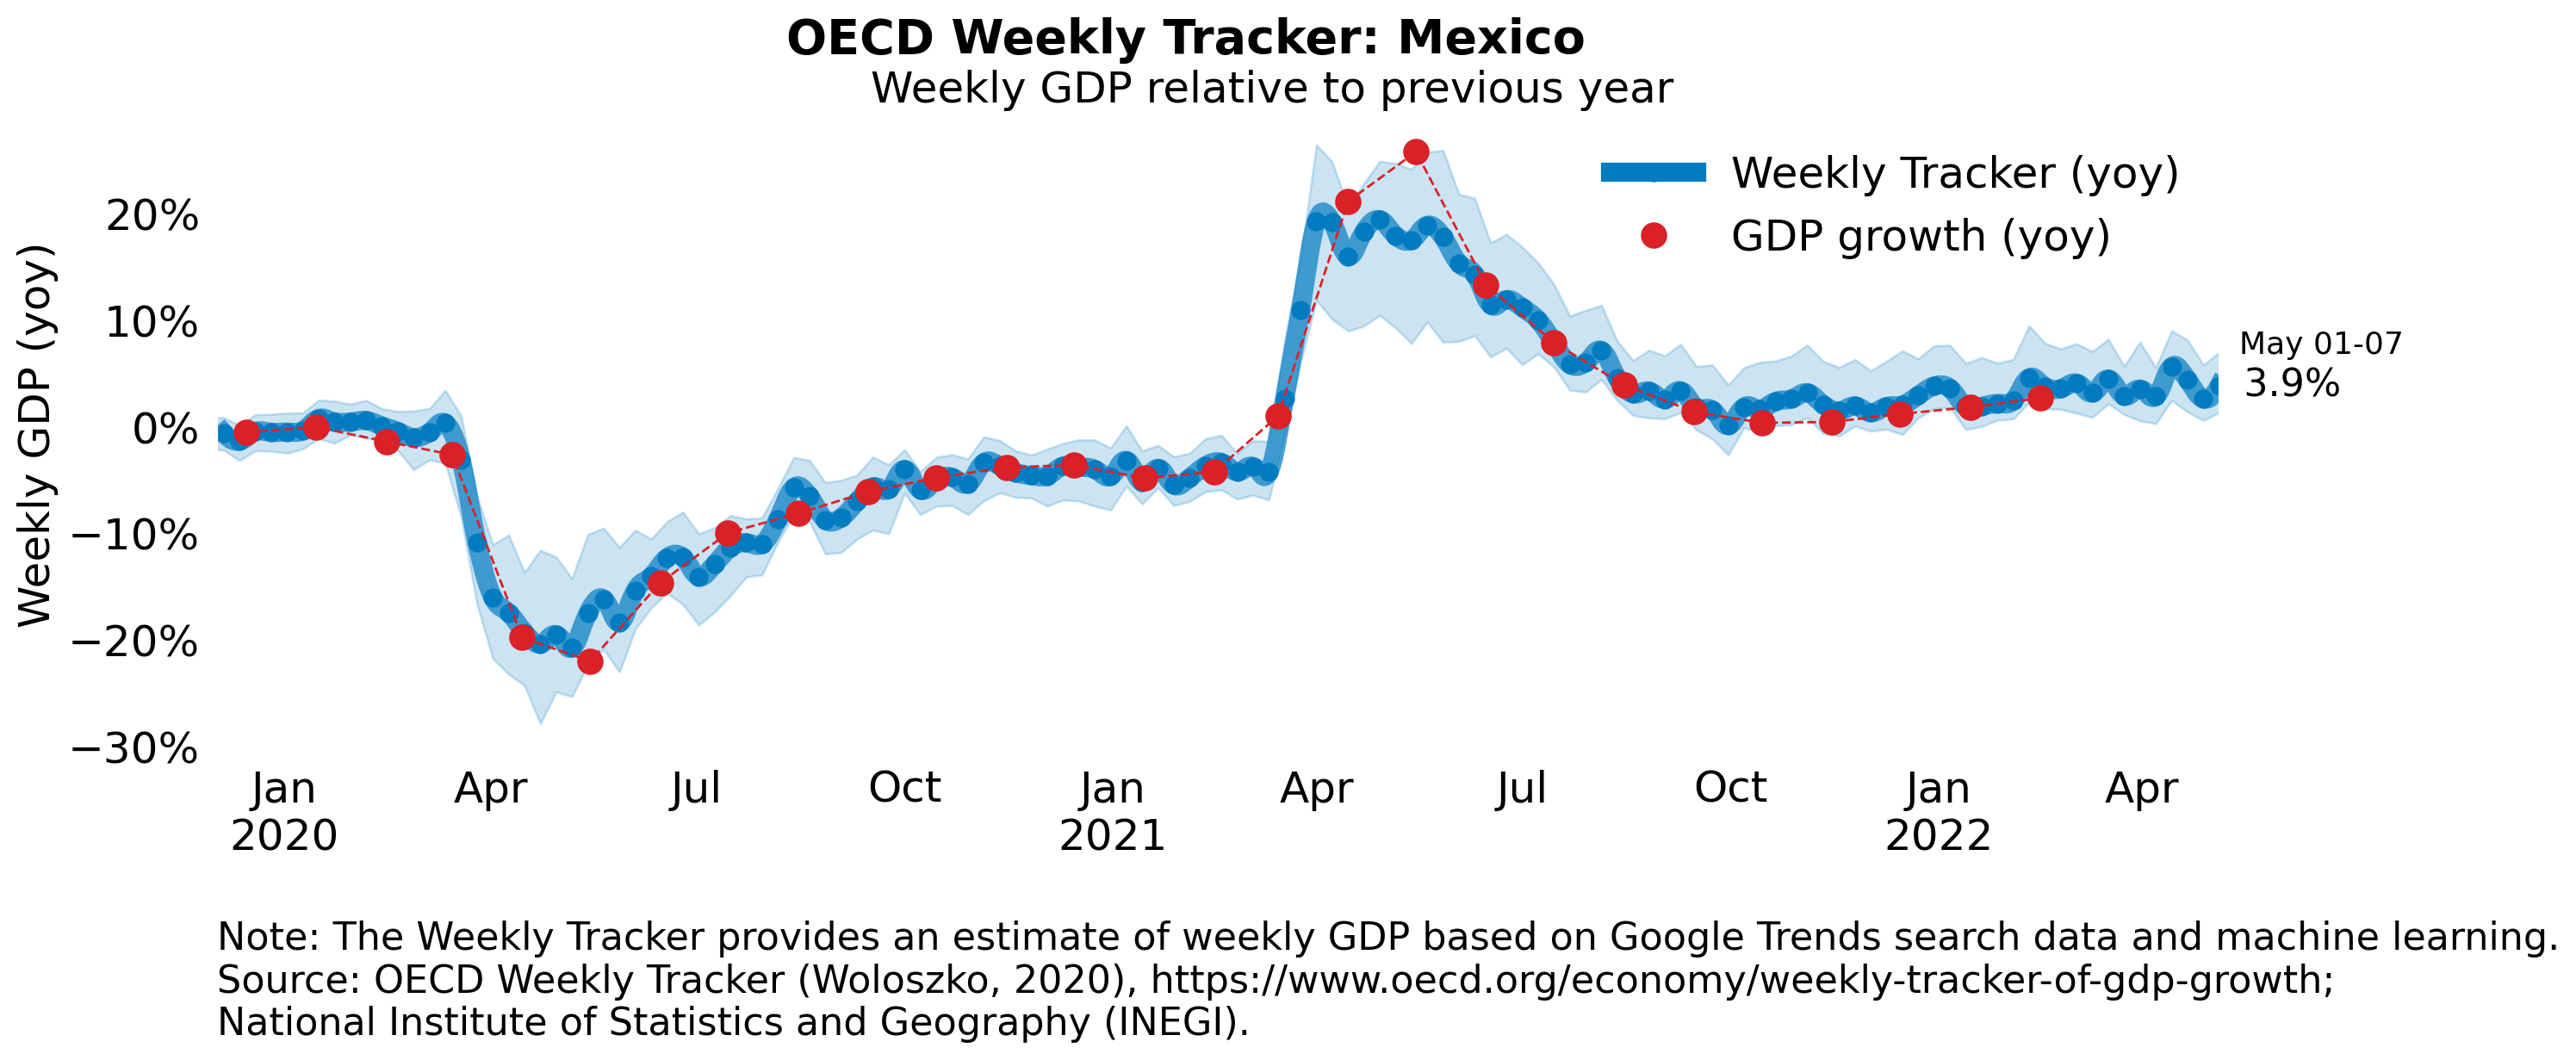 OECD Weekly Tracker: Mexico
Weekly GDP relative to previous year
Weekly Tracker (yoy)
GDP growth (yoy)
Weekly GDP (yoy)
20%
10%
0%
−10%
−20%
−30%
May 01-07
3.9%
Jan Apr Jul Oct Jan Apr Jul Oct Jan Apr
2020 2021 2022
Note: The Weekly Tracker provides an estimate of weekly GDP based on Google Trends search data and machine learning.
Source: OECD Weekly Tracker (Woloszko, 2020), https://www.oecd.org/economy/weekly-tracker-of-gdp-growth;
National Institute of Statistics and Geography (INEGI).